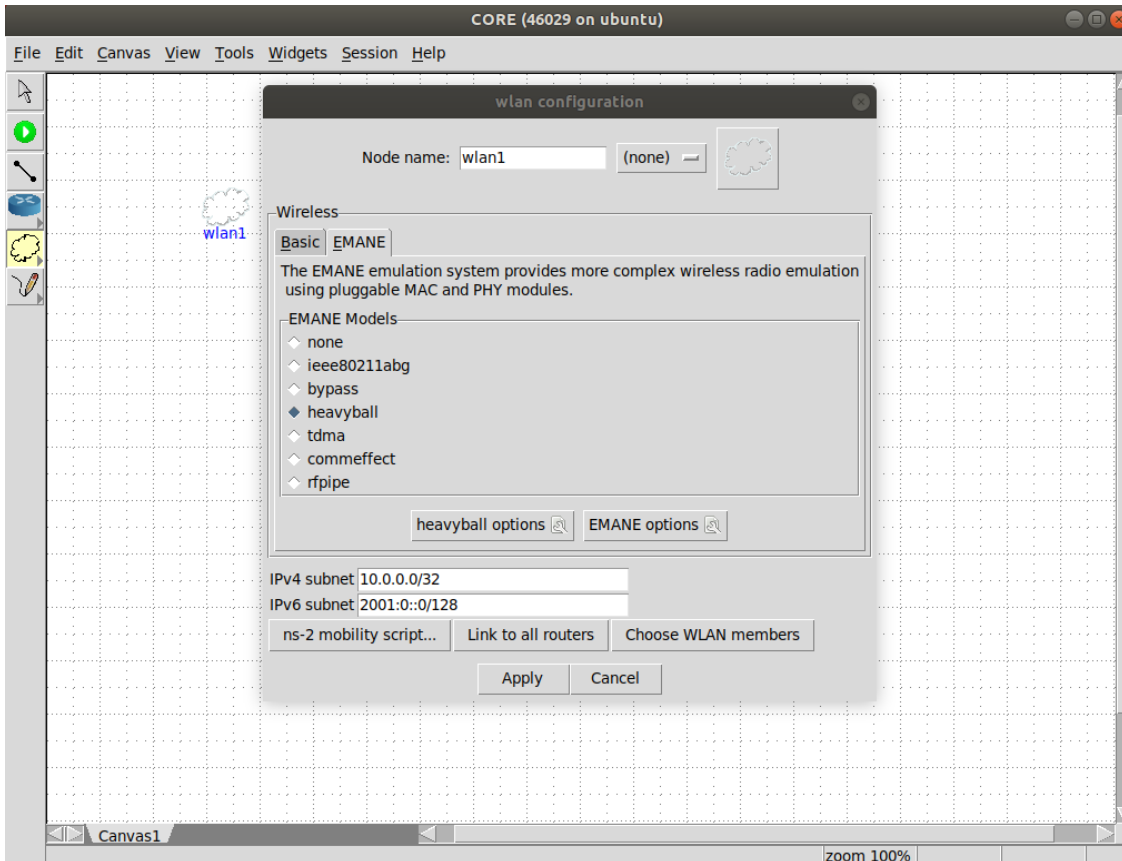 CORE (46029 on ubuntu)
File Edit Canvas View Tools Widgets Session Help
wlan configuration
Node name: wlan1 (none)
wlan1
Wireless
Basic EMANE
The EMANE emulation system provides more complex wireless radio emulation
using pluggable MAC and PHY modules.
EMANE Models
none
ieee80211abg
bypass
heavyball
tdma
commeffect
rfpipe
heavyball options EMANE options
IPv4 subnet 10.0.0.0/32
IPv6 subnet 2001:0::0/128
ns-2 mobility script... Link to all routers Choose WLAN members
Apply Cancel
Canvas1
zoom 100%